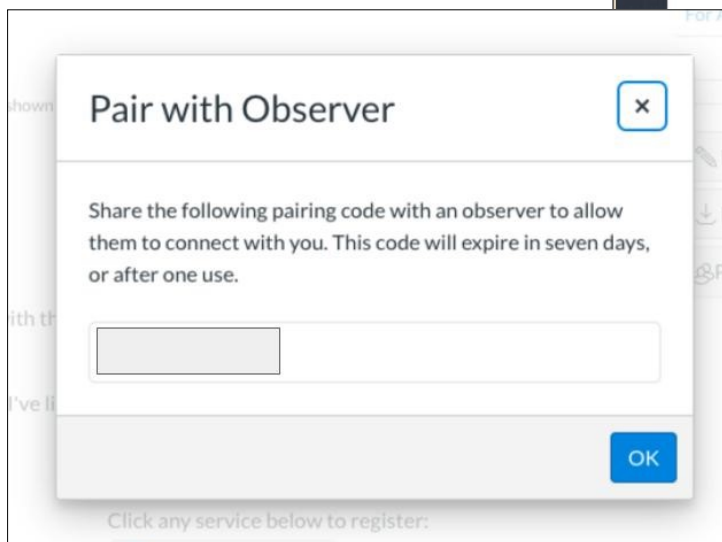 For A
shown
Pair with Observer
×
Share the following pairing code with an observer to allow
them to connect with you. This code will expire in seven days,
or after one use.
ith th
I've li
OK
Click any service below to register: